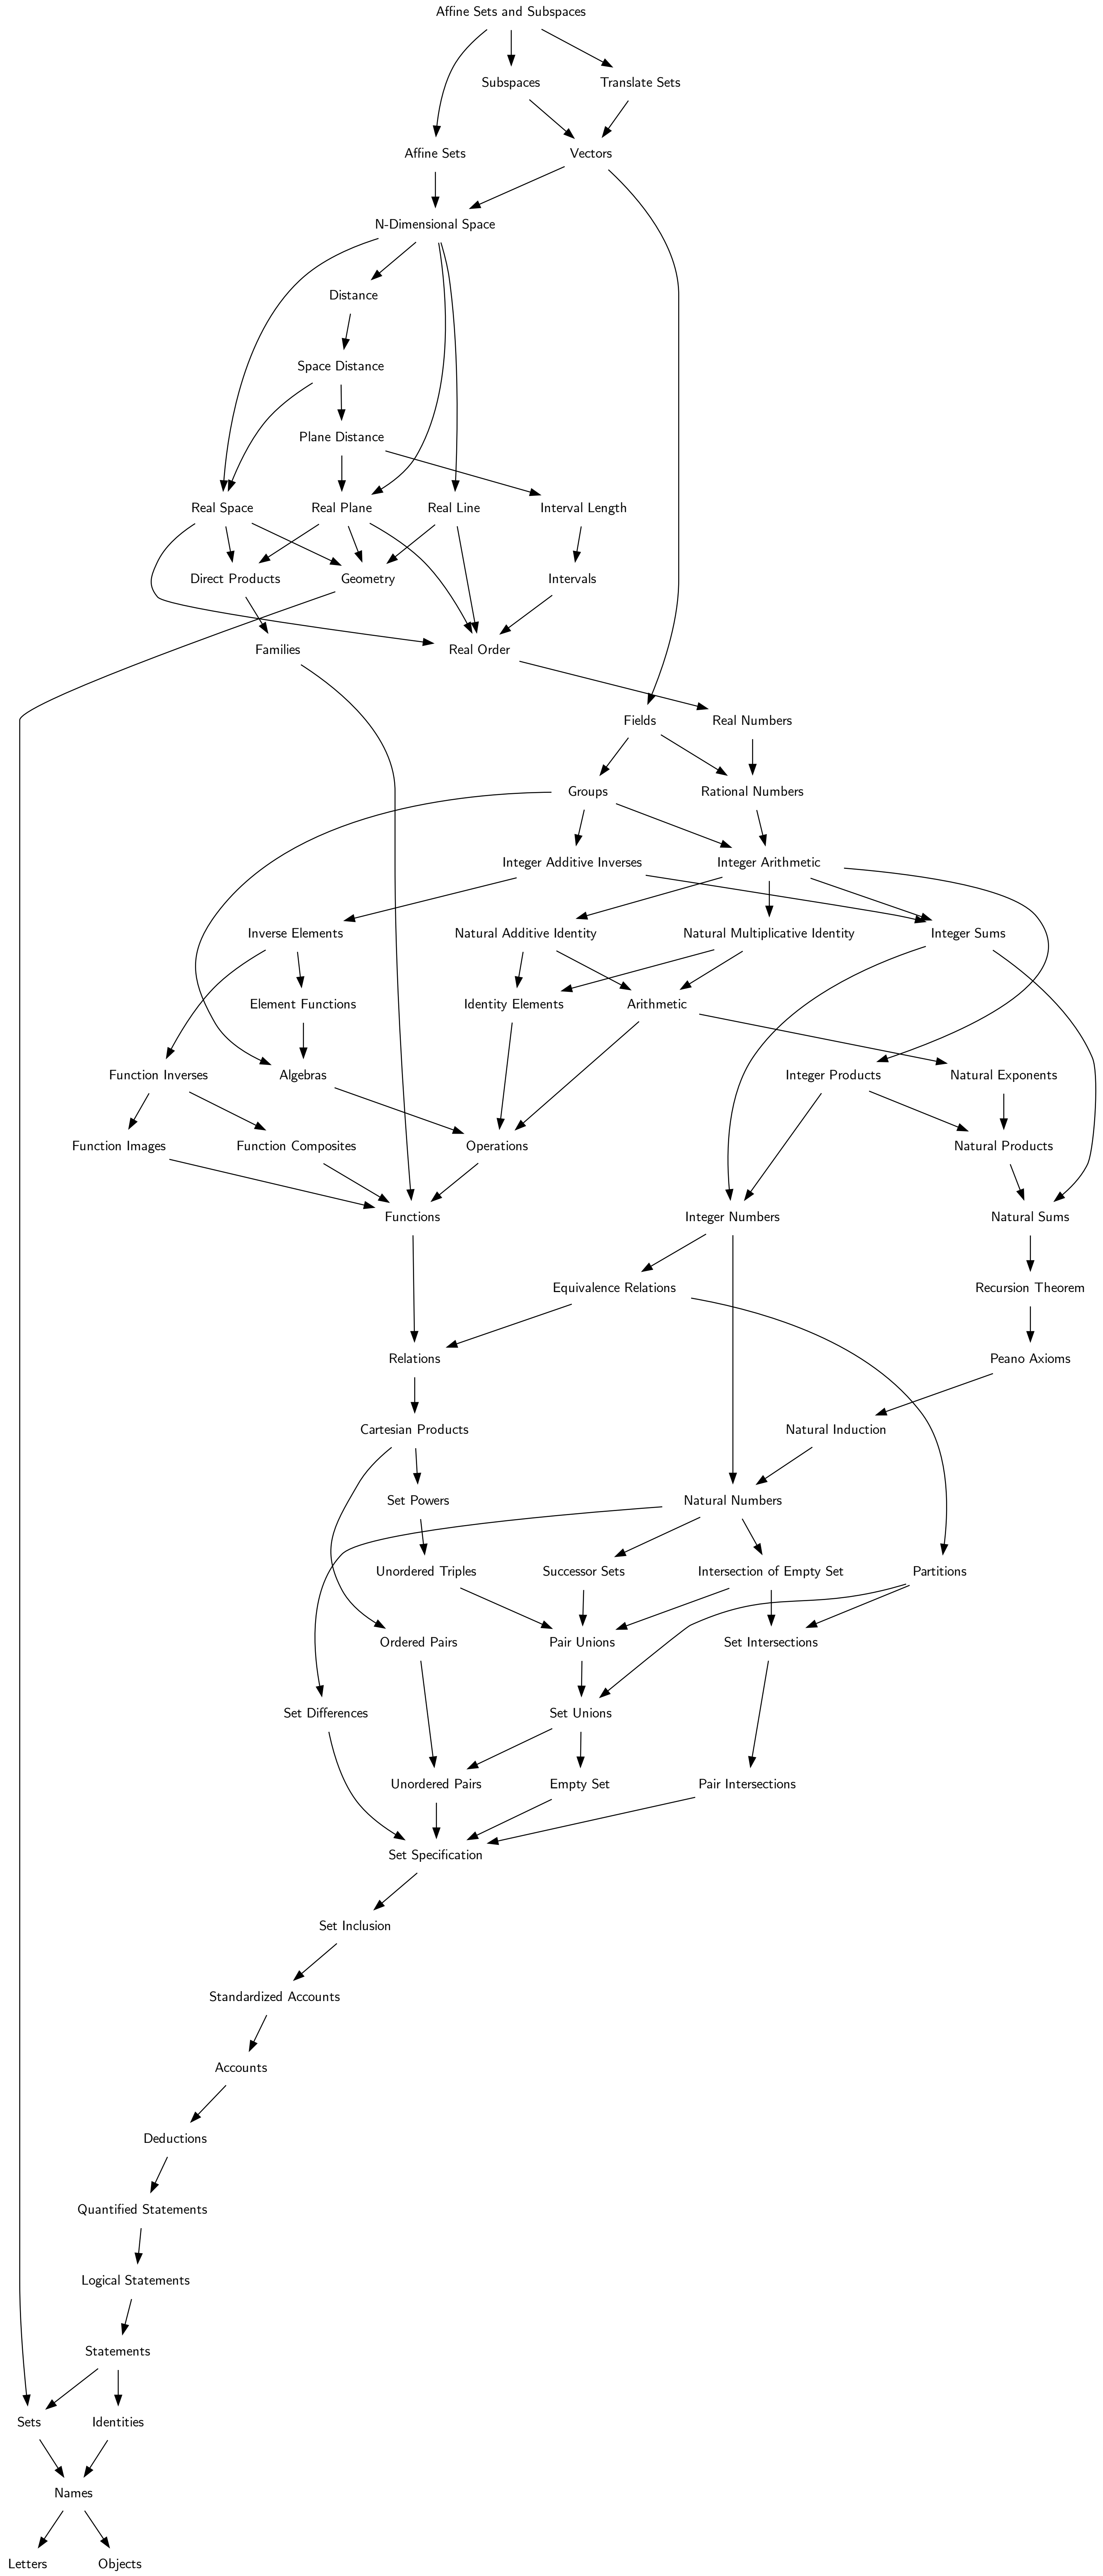 Affine Sets and Subspaces
Subspaces
Translate Sets
Affine Sets
Vectors
N-Dimensional Space
Distance
Space Distance
Plane Distance
Real Space
Real Plane
Real Line
Interval Length
Direct Products
Geometry
Intervals
Families
Real Order
Fields
Real Numbers
Groups
Rational Numbers
Integer Additive Inverses
Integer Arithmetic
Inverse Elements
Natural Additive Identity
Natural Multiplicative Identity
Integer Sums
Element Functions
Identity Elements
Arithmetic
Function Inverses
Algebras
Integer Products
Natural Exponents
Function Images
Function Composites
Operations
Natural Products
Functions
Integer Numbers
Natural Sums
Equivalence Relations
Recursion Theorem
Relations
Peano Axioms
Cartesian Products
Natural Induction
Set Powers
Natural Numbers
Unordered Triples
Successor Sets
Intersection of Empty Set
Partitions
Ordered Pairs
Pair Unions
Set Intersections
Set Differences
Set Unions
Unordered Pairs
Empty Set
Pair Intersections
Set Specification
Set Inclusion
Standardized Accounts
Accounts
Deductions
Quantified Statements
Logical Statements
Statements
Sets
Identities
Names
Letters
Objects